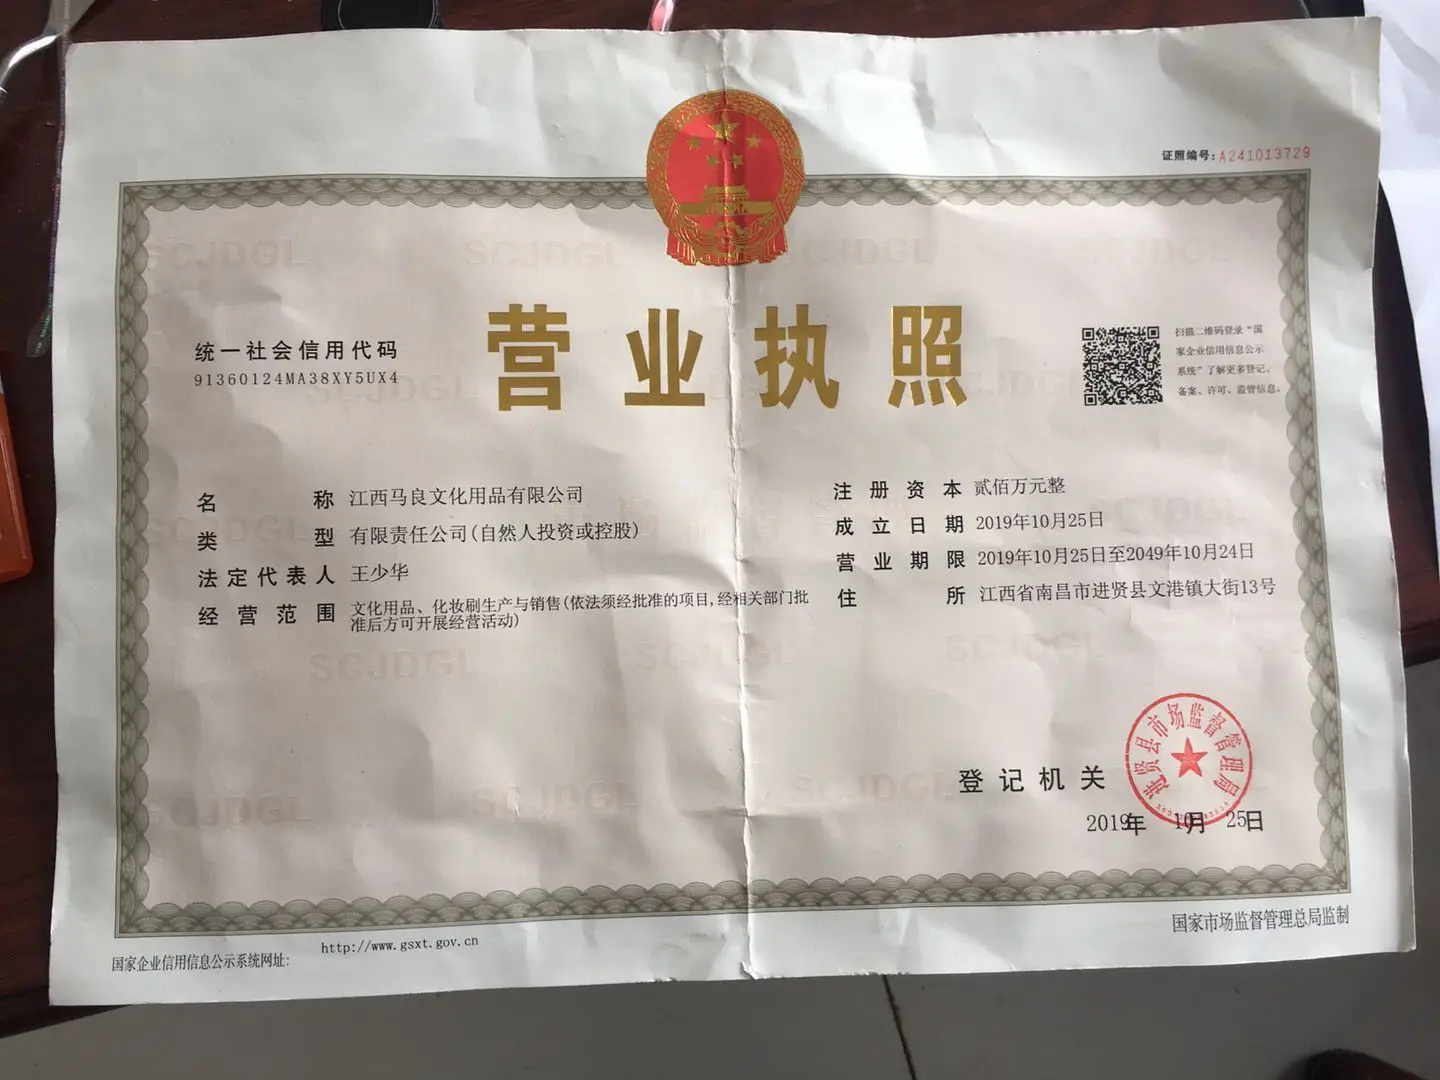 证照编号:A241013729
营业执照
统一社会信用代码
91360124MA38XY5UX4
扫描二维码登录“国
家企业信用信息公示
系统”了解更多登记、
备案、许可、监管信息。
名称 江西马良文化用品有限公司
类型 有限责任公司(自然人投资或控股)
法定代表人 王少华
经营范围 文化用品、化妆刷生产与销售(依法须经批准的项目,经相关部门批
准后方可开展经营活动)
注册资本 贰佰万元整
成立日期 2019年10月25日
营业期限 2019年10月25日至2049年10月24日
住所 江西省南昌市进贤县文港镇大街13号
SCJDGL
进贤县市场监督管理局
登记机关
2019年 10月 25日
国家企业信用信息公示系统网址:
http://www.gsxt.gov.cn
国家市场监督管理总局监制